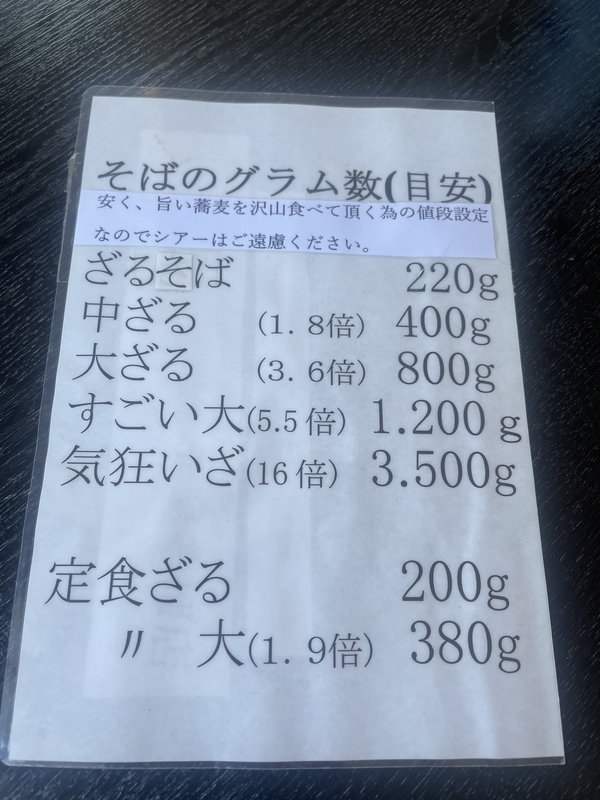 そばのグラム数(目安)
安く、旨い蕎麦を沢山食べて頂く為の値段設定
なのでシアーはご遠慮ください。
ざるそば 220g
中ざる (1.8倍) 400g
大ざる (3.6倍) 800g
すごい大(5.5倍) 1.200g
気狂いざ(16倍) 3.500g
定食ざる 200g
〃 大(1.9倍) 380g